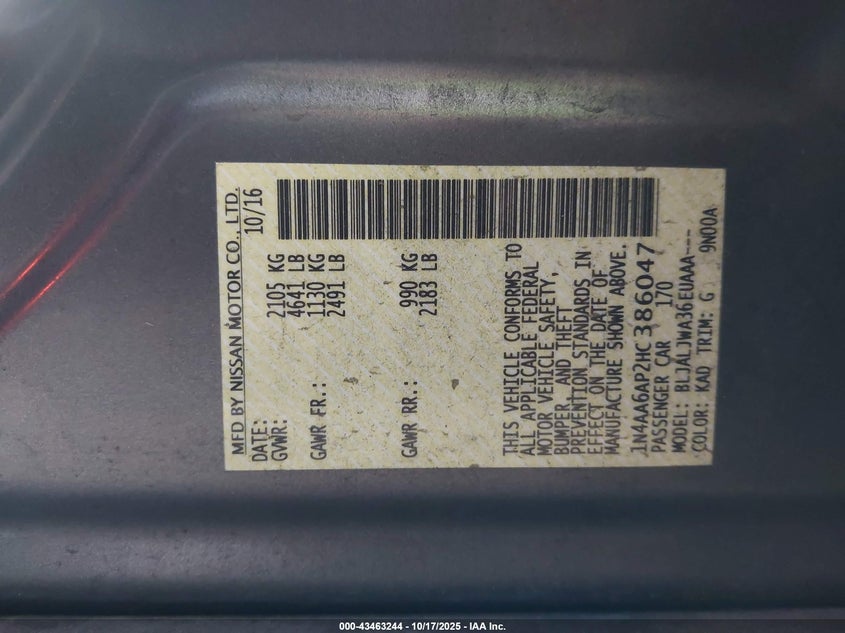 MFD BY NISSAN MOTOR CO., LTD.
DATE: 10/16
GVWR: 2105 KG
4641 LB
GAWR FR.: 1130 KG
2491 LB
GAWR RR.: 990 KG
2183 LB
THIS VEHICLE CONFORMS TO
ALL APPLICABLE FEDERAL
MOTOR VEHICLE SAFETY,
BUMPER, AND THEFT
PREVENTION STANDARDS IN
EFFECT ON THE DATE OF
MANUFACTURE SHOWN ABOVE.
1N4AA6AP2HC386047
PASSENGER CAR 170
MODEL: BLJALJWA36EUAAA---
COLOR: KAD TRIM: G 9N00A
000-43463244 - 10/17/2025 - IAA Inc.